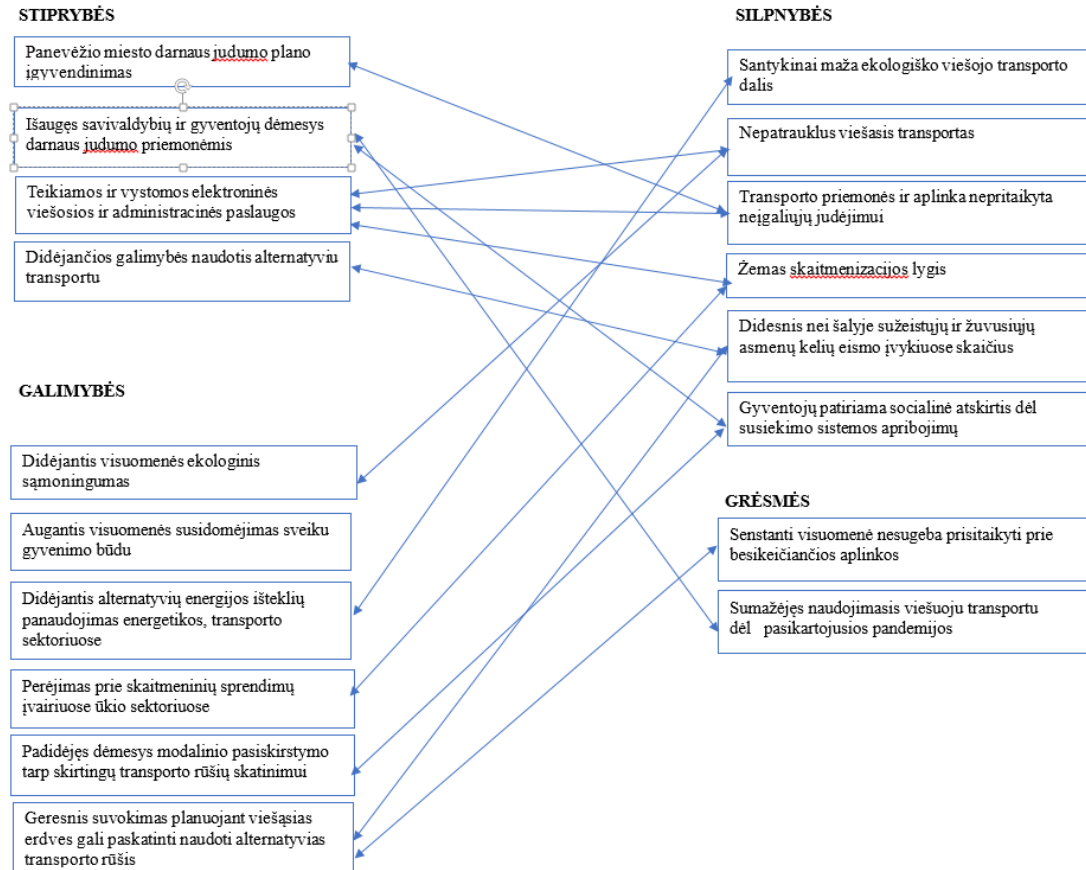 STIPRYBĖS
Panevėžio miesto darnaus judumo plano
įgyvendinimas
Išaugęs savivaldybių ir gyventojų dėmesys
darnaus judumo priemonėmis
Teikiamos ir vystomos elektroninės
viešosios ir administracinės paslaugos
Didėjančios galimybės naudotis alternatyviu
transportu
GALIMYBĖS
Didėjantis visuomenės ekologinis
sąmoningumas
Augantis visuomenės susidomėjimas sveiku
gyvenimo būdu
Didėjantis alternatyvių energijos išteklių
panaudojimas energetikos, transporto
sektoriuose
Perėjimas prie skaitmeninių sprendimų
įvairiuose ūkio sektoriuose
Padidėjęs dėmesys modalinio pasiskirstymo
tarp skirtingų transporto rūšių skatinimui
Geresnis suvokimas planuojant viešąsias
erdves gali paskatinti naudoti alternatyvias
transporto rūšis
SILPNYBĖS
Santykinai maža ekologiško viešojo transporto
dalis
Nepatrauklus viešasis transportas
Transporto priemonės ir aplinka nepritaikyta
neįgaliųjų judėjimui
Žemas skaitmenizacijos lygis
Didesnis nei šalyje sužeistųjų ir žuvusiųjų
asmenų kelių eismo įvykiuose skaičius
Gyventojų patiriama socialinė atskirtis dėl
susiekimo sistemos apribojimų
GRĖSMĖS
Senstanti visuomenė nesugeba prisitaikyti prie
besikeičiančios aplinkos
Sumažėjęs naudojimasis viešuoju transportu
dėl pasikartojusios pandemijos